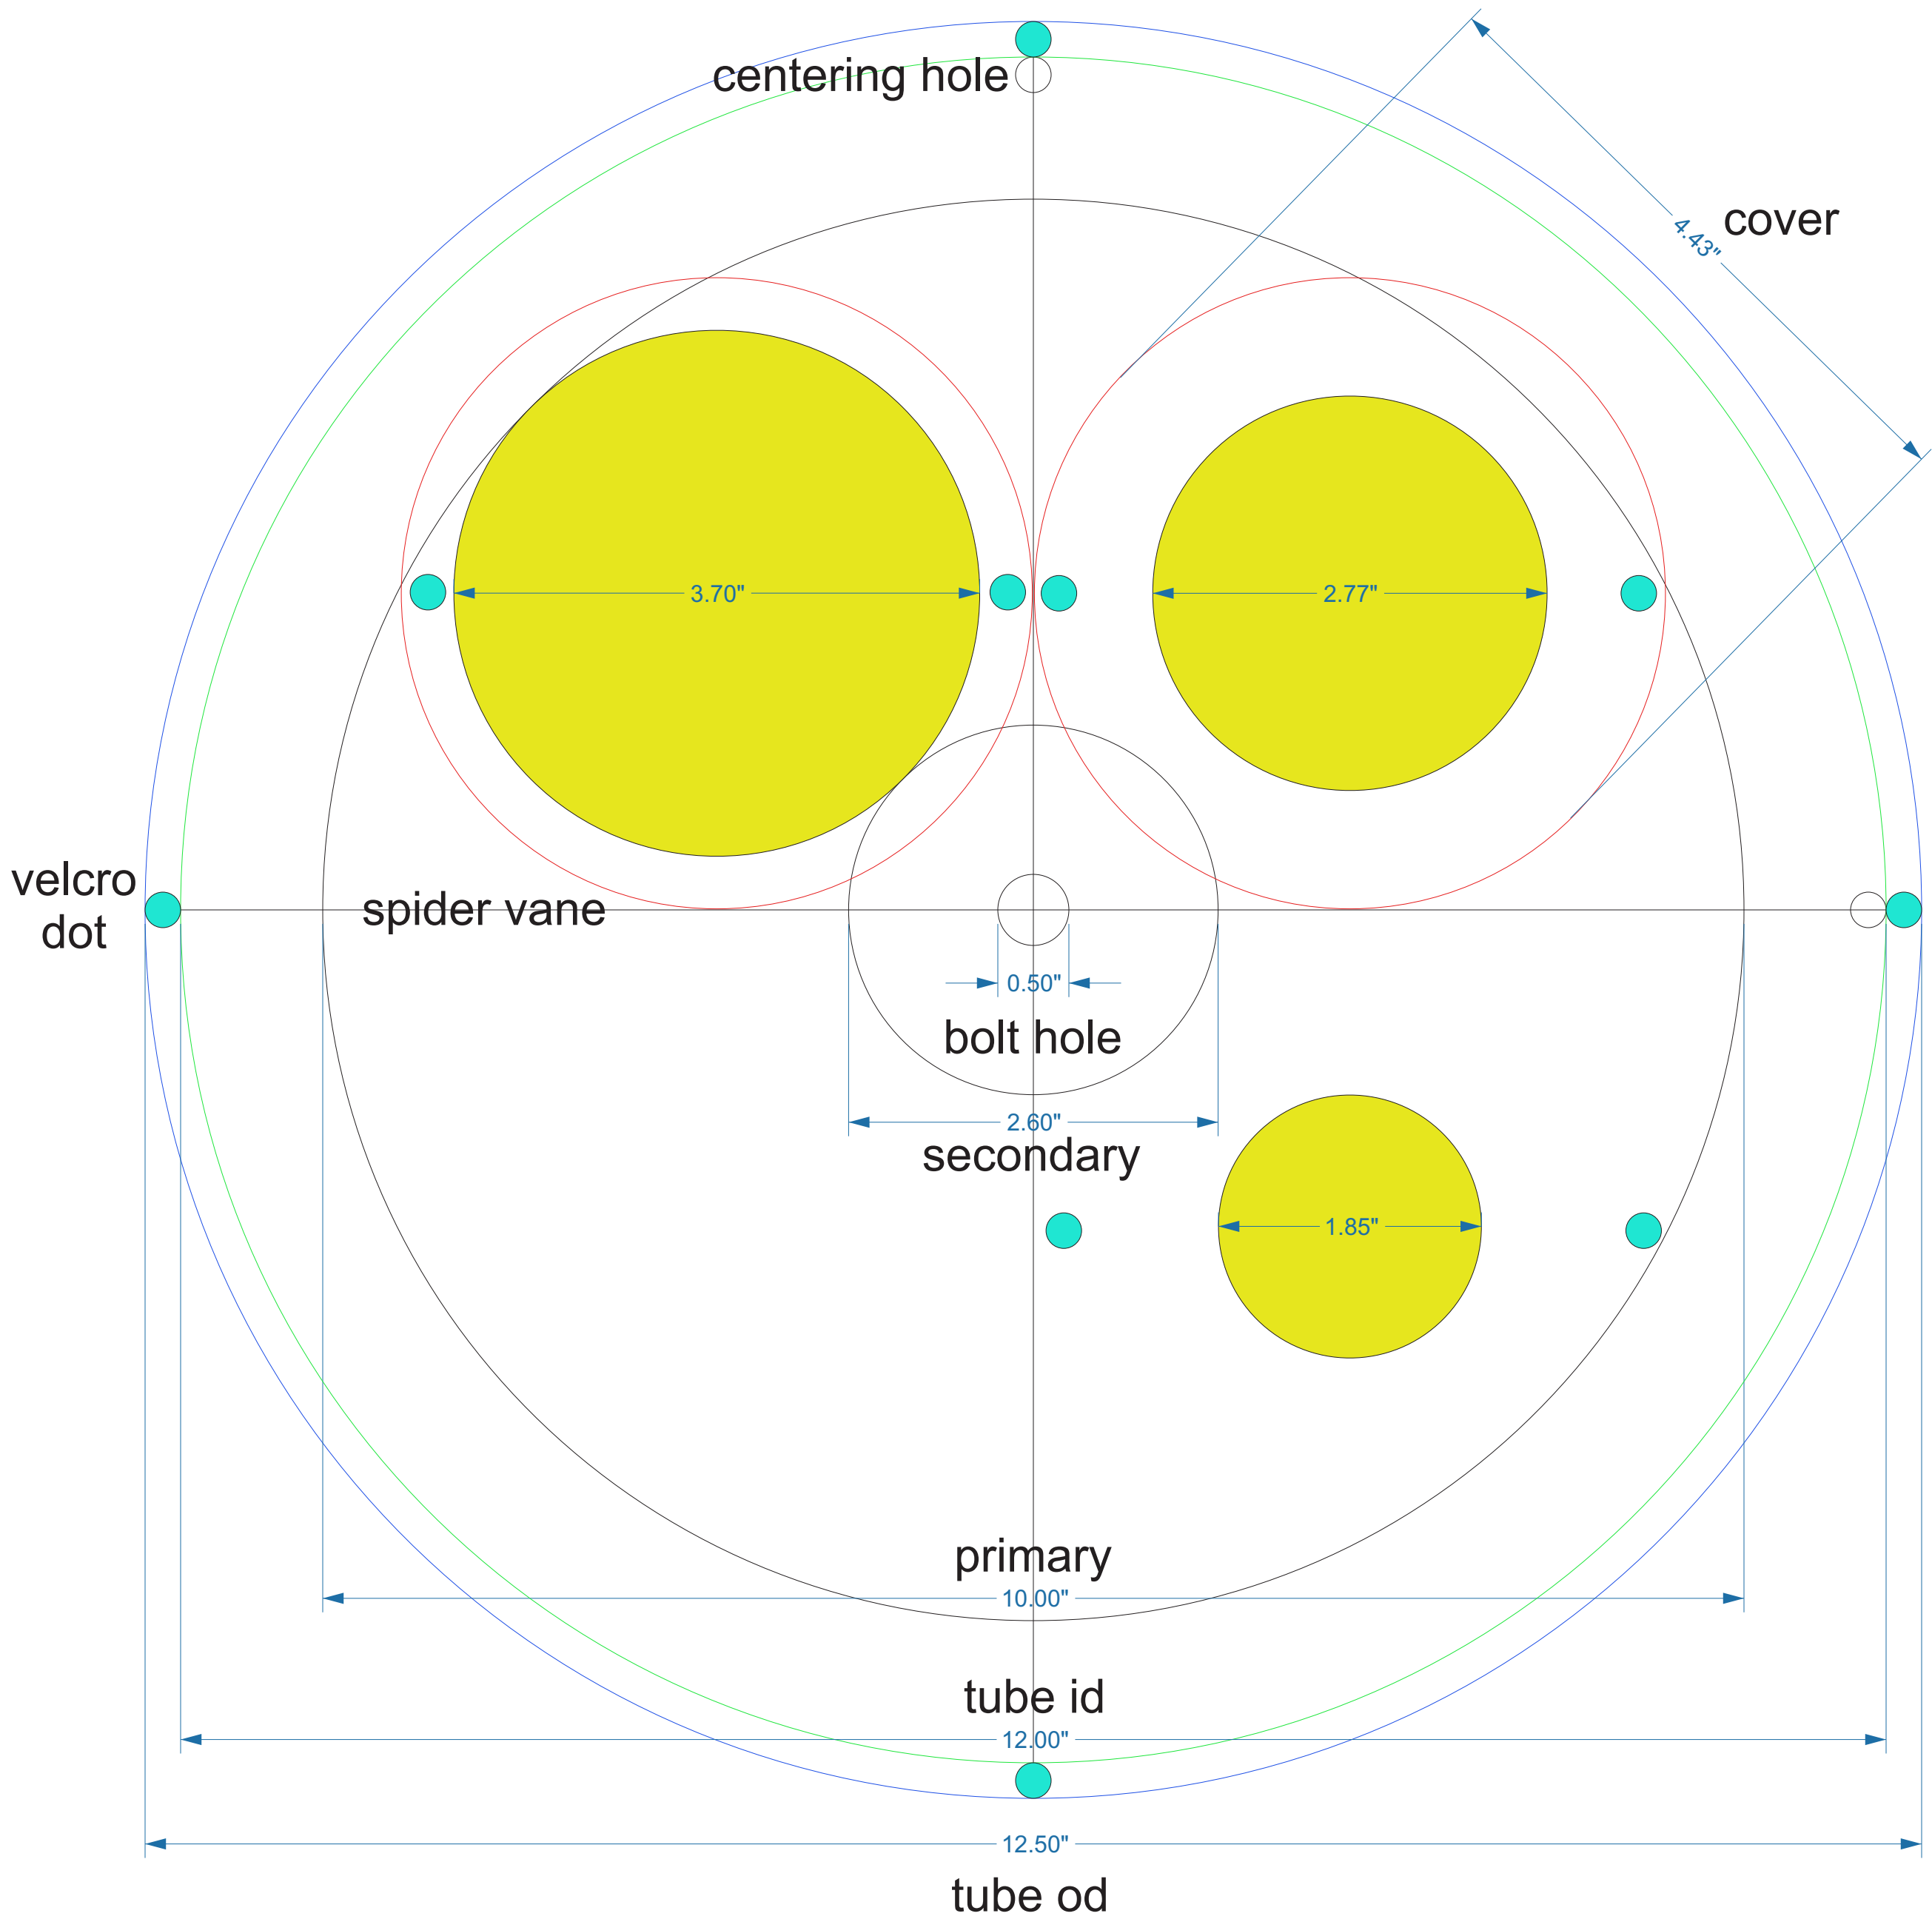 centering hole
cover
4.43"
3.70"
2.77"
velcro
dot
spider vane
0.50"
bolt hole
2.60"
secondary
1.85"
primary
10.00"
tube id
12.00"
12.50"
tube od